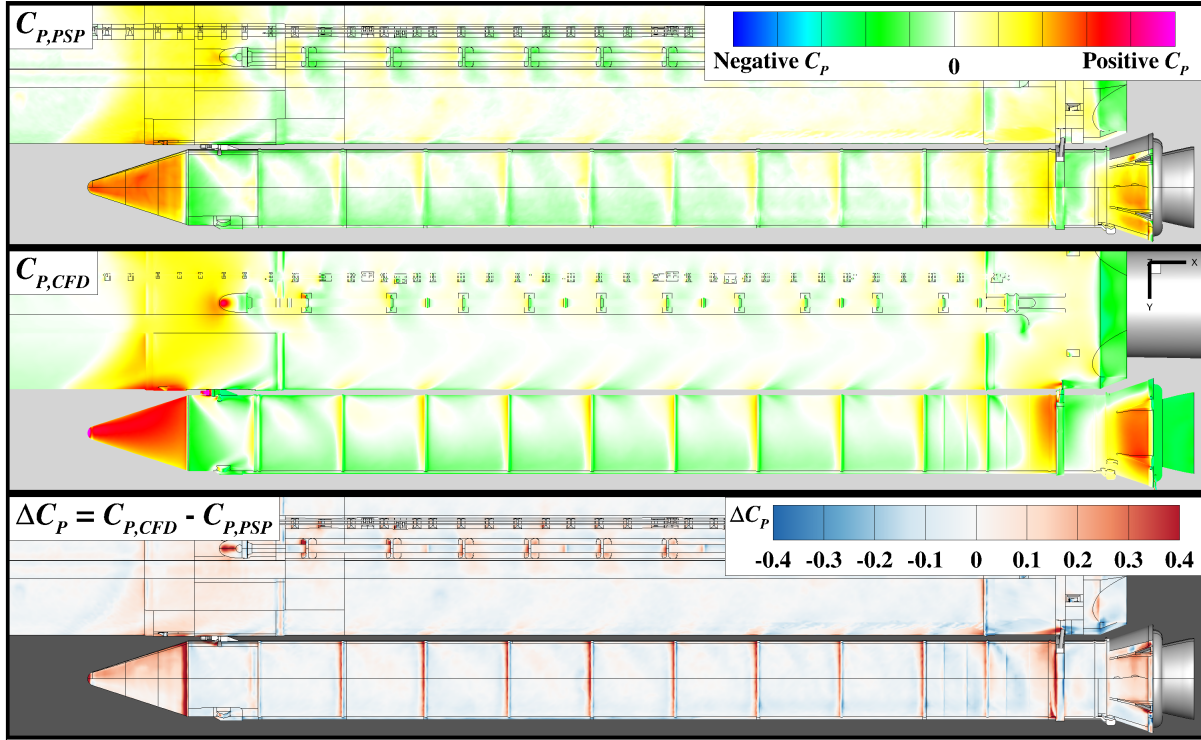 C_P,PSP
Negative C_P 0 Positive C_P
C_P,CFD
Z X
Y
ΔC_P = C_P,CFD - C_P,PSP
ΔC_P
-0.4 -0.3 -0.2 -0.1 0 0.1 0.2 0.3 0.4